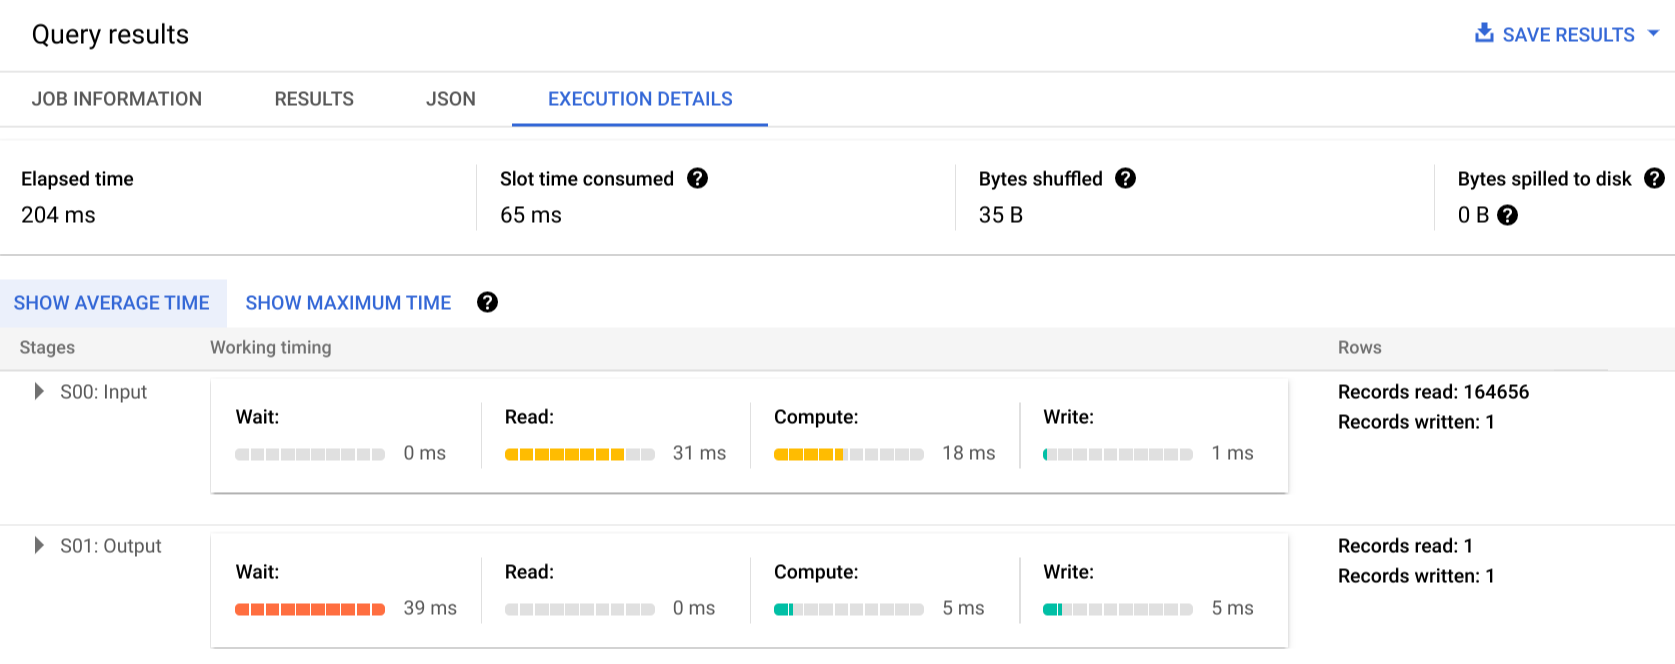 Query results
SAVE RESULTS
JOB INFORMATION RESULTS JSON EXECUTION DETAILS
Elapsed time Slot time consumed ? Bytes shuffled ? Bytes spilled to disk ?
204 ms 65 ms 35 B 0 B ?
SHOW AVERAGE TIME SHOW MAXIMUM TIME ?
Stages Working timing Rows
S00: Input
Wait: Read: Compute: Write:
0 ms 31 ms 18 ms 1 ms
Records read: 164656
Records written: 1
S01: Output
Wait: Read: Compute: Write:
39 ms 0 ms 5 ms 5 ms
Records read: 1
Records written: 1